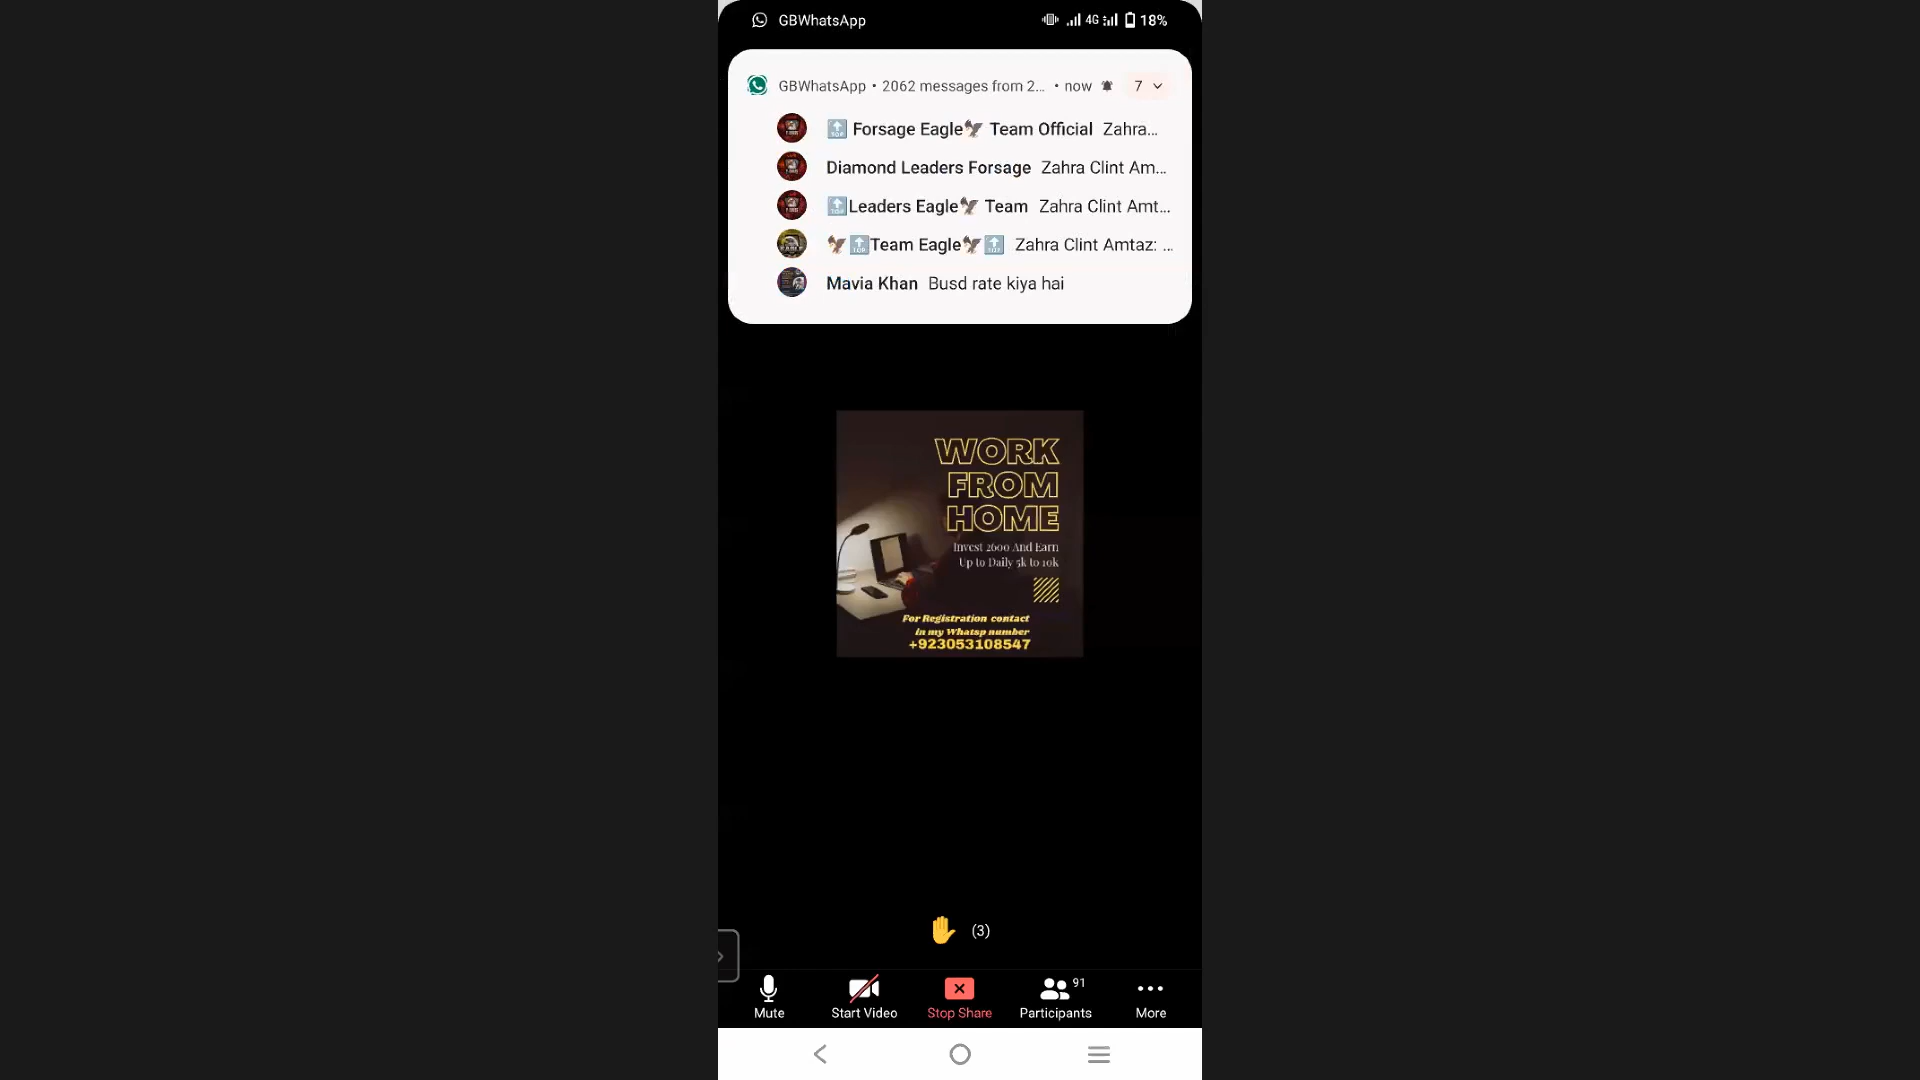 GBWhatsApp 4G 18%
GBWhatsApp • 2062 messages from 2... • now 7
🔝 Forsage Eagle🦅 Team Official Zahra...
Diamond Leaders Forsage Zahra Clint Am...
🔝Leaders Eagle🦅 Team Zahra Clint Amt...
🦅🔝Team Eagle🦅🔝 Zahra Clint Amtaz: ...
Mavia Khan Busd rate kiya hai
WORK
FROM
HOME
Invest 2600 And Earn
Up to Daily 5k to 10k
For Registration contact
in my Whatsp number
+923053108547
(3)
91
Mute Start Video Stop Share Participants More